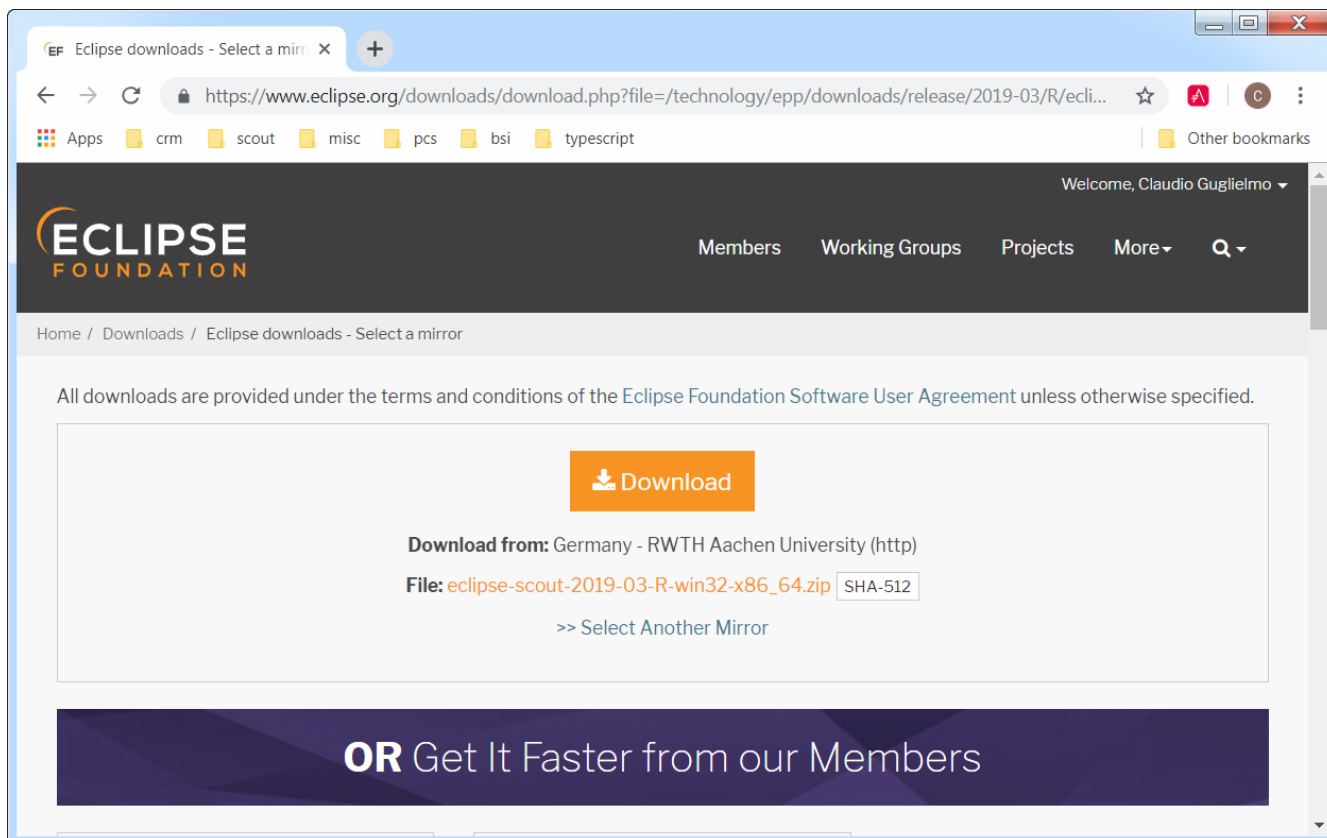 EF Eclipse downloads - Select a mirr
https://www.eclipse.org/downloads/download.php?file=/technology/epp/downloads/release/2019-03/R/ecli...
C
Apps crm scout misc pcs bsi typescript Other bookmarks
Welcome, Claudio Guglielmo
ECLIPSE
FOUNDATION
Members Working Groups Projects More
Home / Downloads / Eclipse downloads - Select a mirror
All downloads are provided under the terms and conditions of the Eclipse Foundation Software User Agreement unless otherwise specified.
Download
Download from: Germany - RWTH Aachen University (http)
File: eclipse-scout-2019-03-R-win32-x86_64.zip SHA-512
>> Select Another Mirror
OR Get It Faster from our Members